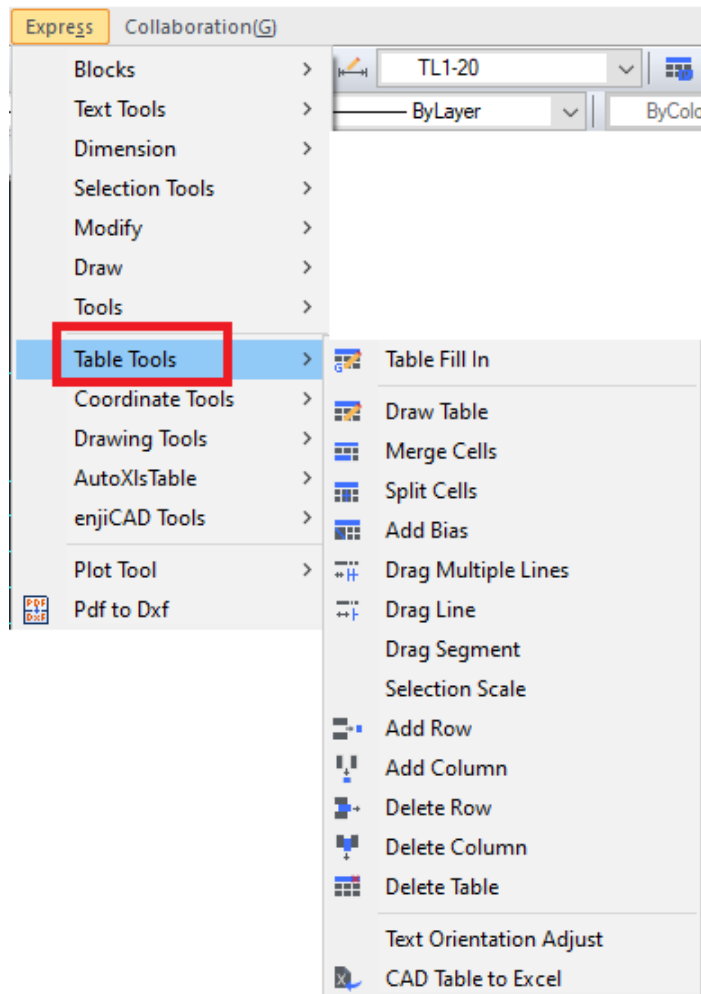 Express Collaboration(G)
TL1-20
ByLayer ByColo
Blocks
Text Tools
Dimension
Selection Tools
Modify
Draw
Tools
Table Tools
Coordinate Tools
Drawing Tools
AutoXlsTable
enjiCAD Tools
Plot Tool
Pdf to Dxf
Table Fill In
Draw Table
Merge Cells
Split Cells
Add Bias
Drag Multiple Lines
Drag Line
Drag Segment
Selection Scale
Add Row
Add Column
Delete Row
Delete Column
Delete Table
Text Orientation Adjust
CAD Table to Excel